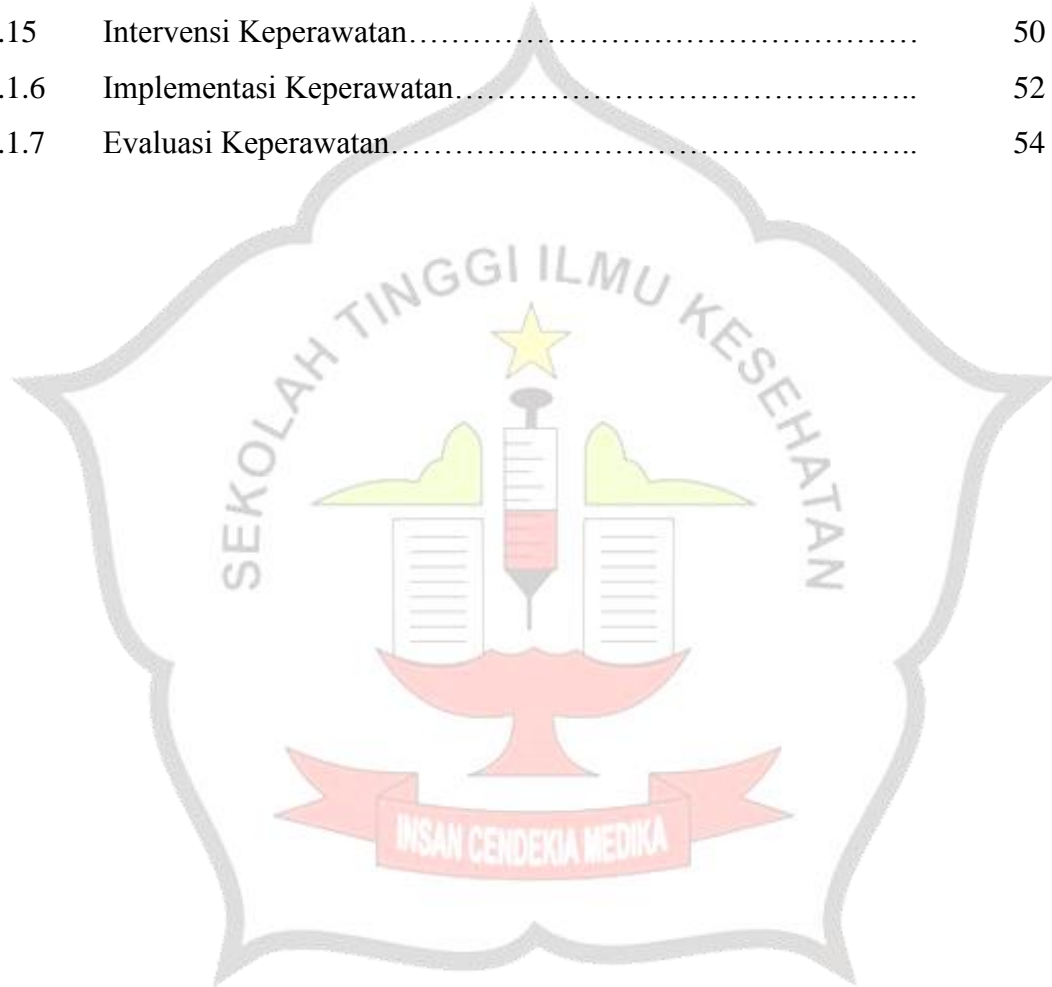 .15 Intervensi Keperawatan…………………………………………… 50
.1.6 Implementasi Keperawatan…………………………………….. 52
.1.7 Evaluasi Keperawatan………………………………………….. 54
SEKOLAH TINGGI ILMU KESEHATAN
INSAN CENDEKIA MEDIKA